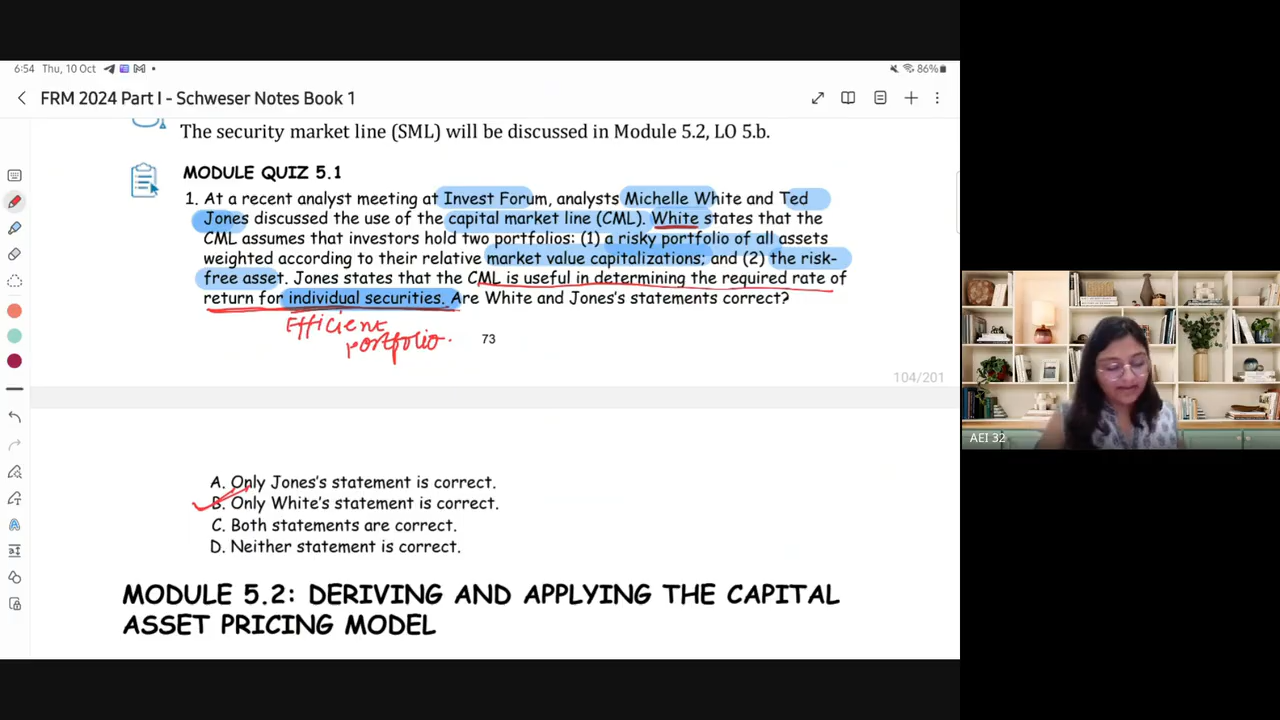 6:54 Thu, 10 Oct
86%
FRM 2024 Part I - Schweser Notes Book 1
The security market line (SML) will be discussed in Module 5.2, LO 5.b.
MODULE QUIZ 5.1
1. At a recent analyst meeting at Invest Forum, analysts Michelle White and Ted
Jones discussed the use of the capital market line (CML). White states that the
CML assumes that investors hold two portfolios: (1) a risky portfolio of all assets
weighted according to their relative market value capitalizations; and (2) the risk-
free asset. Jones states that the CML is useful in determining the required rate of
return for individual securities. Are White and Jones's statements correct?
Efficient
portfolio.
73
104/201
A. Only Jones's statement is correct.
B. Only White's statement is correct.
C. Both statements are correct.
D. Neither statement is correct.
MODULE 5.2: DERIVING AND APPLYING THE CAPITAL
ASSET PRICING MODEL
AEI 32